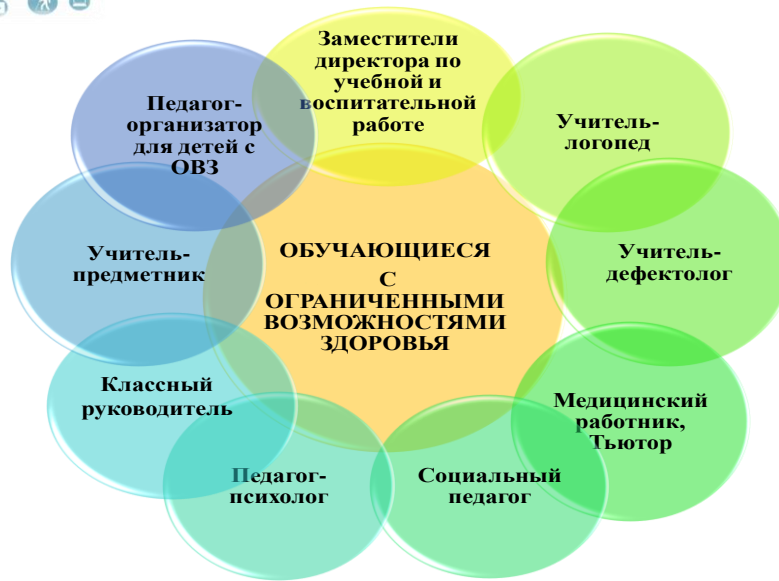 Заместители
директора по
учебной и
воспитательной
работе
Учитель-
логопед
Учитель-
дефектолог
Медицинский
работник,
Тьютор
Социальный
педагог
Педагог-
психолог
Классный
руководитель
Учитель-
предметник
Педагог-
организатор
для детей с
ОВЗ
ОБУЧАЮЩИЕСЯ
С
ОГРАНИЧЕННЫМИ
ВОЗМОЖНОСТЯМИ
ЗДОРОВЬЯ